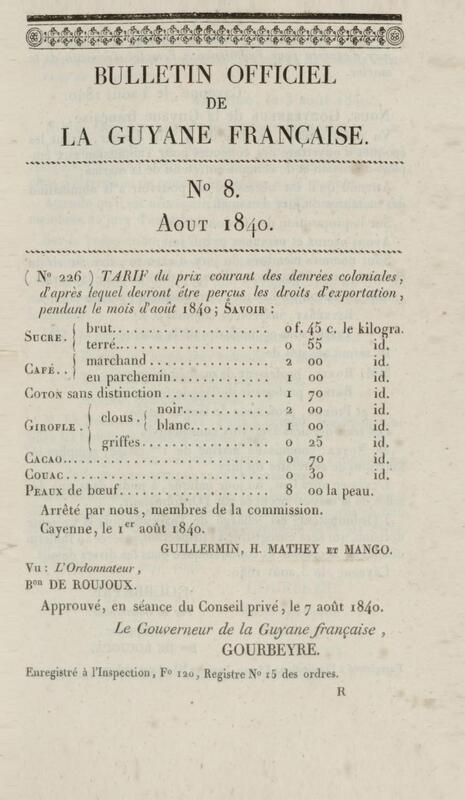 BULLETIN OFFICIEL
DE
LA GUYANE FRANÇAISE.
No 8.
AOUT 1840.
( No 226 ) TARIF du prix courant des denrées coloniales,
d'après lequel devront être perçus les droits d'exportation,
pendant le mois d'août 1840 ; SAVOIR :
SUCRE. { brut.................... 0 f. 45 c. le kilogra.
terré.................... 0 55 id.
CAFÉ. . } marchand ............... 2 00 id.
en parchemin............. 1 00 id.
COTON sans distinction ............. 1 70 id.
GIROFLE . { clous . { noir............ 2 00 id.
blanc........... 1 00 id.
griffes.................. 0 25 id.
CACAO............................. 0 70 id.
COUAC............................. 0 30 id.
PEAUX de bœuf..................... 8 00 la peau.
Arrêté par nous, membres de la commission.
Cayenne, le 1er août 1840.
GUILLERMIN, H. MATHEY ET MANGO.
Vu : L'Ordonnateur ,
Bon DE ROUJOUX.
Approuvé, en séance du Conseil privé, le 7 août 1840.
Le Gouverneur de la Guyane française ,
GOURBEYRE.
Enregistré à l'Inspection, Fo 120, Registre No 15 des ordres.
R